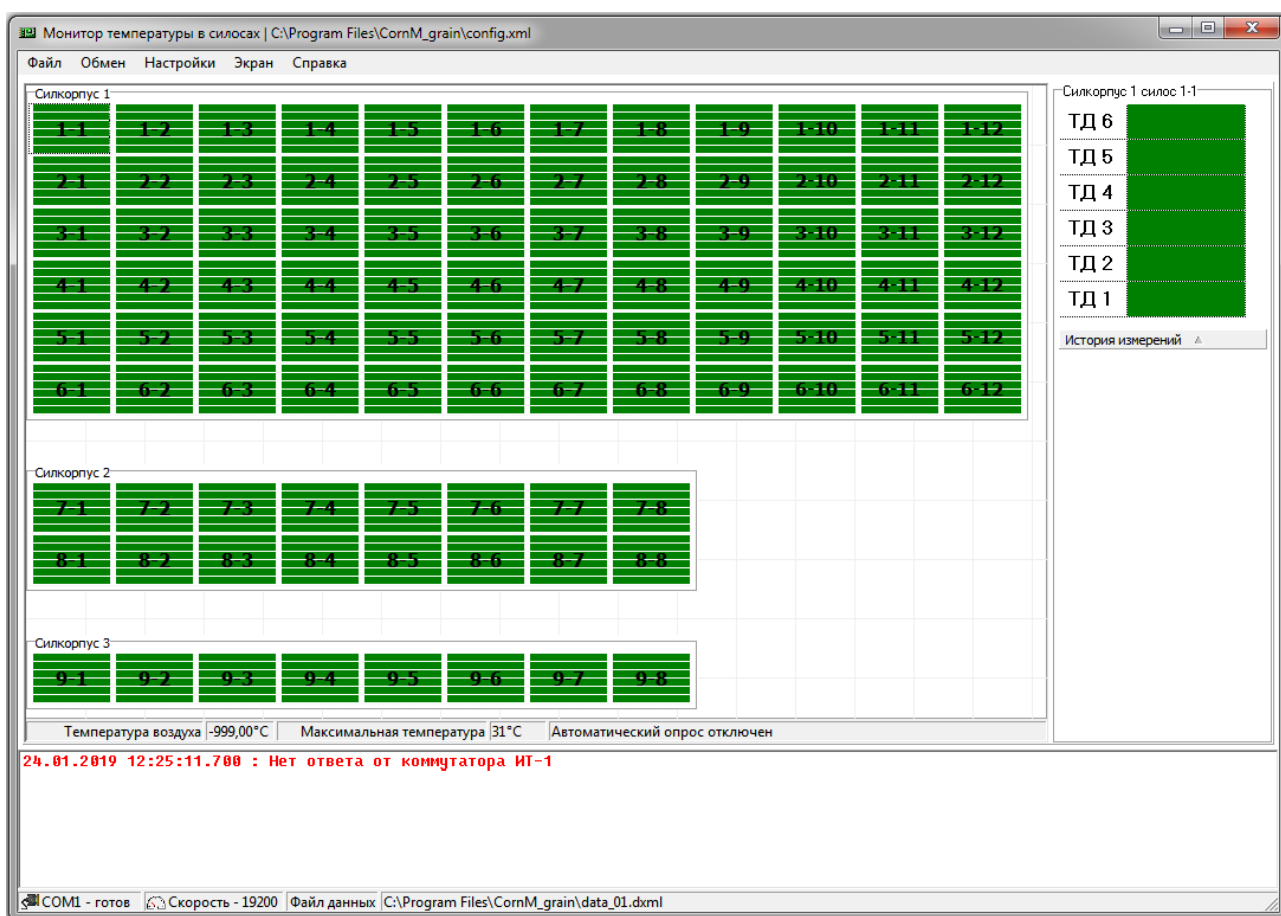 Монитор температуры в силосах | C:\Program Files\CornM_grain\config.xml
Файл Обмен Настройки Экран Справка
Силкорпус 1
1-1 1-2 1-3 1-4 1-5 1-6 1-7 1-8 1-9 1-10 1-11 1-12
2-1 2-2 2-3 2-4 2-5 2-6 2-7 2-8 2-9 2-10 2-11 2-12
3-1 3-2 3-3 3-4 3-5 3-6 3-7 3-8 3-9 3-10 3-11 3-12
4-1 4-2 4-3 4-4 4-5 4-6 4-7 4-8 4-9 4-10 4-11 4-12
5-1 5-2 5-3 5-4 5-5 5-6 5-7 5-8 5-9 5-10 5-11 5-12
6-1 6-2 6-3 6-4 6-5 6-6 6-7 6-8 6-9 6-10 6-11 6-12
Силкорпус 2
7-1 7-2 7-3 7-4 7-5 7-6 7-7 7-8
8-1 8-2 8-3 8-4 8-5 8-6 8-7 8-8
Силкорпус 3
9-1 9-2 9-3 9-4 9-5 9-6 9-7 9-8
Температура воздуха -999,00°C Максимальная температура 31°C Автоматический опрос отключен
Силкорпус 1 силос 1-1
ТД 6
ТД 5
ТД 4
ТД 3
ТД 2
ТД 1
История измерений
24.01.2019 12:25:11.700 : Нет ответа от коммутатора ИТ-1
COM1 - готов Скорость - 19200 Файл данных C:\Program Files\CornM_grain\data_01.dxml